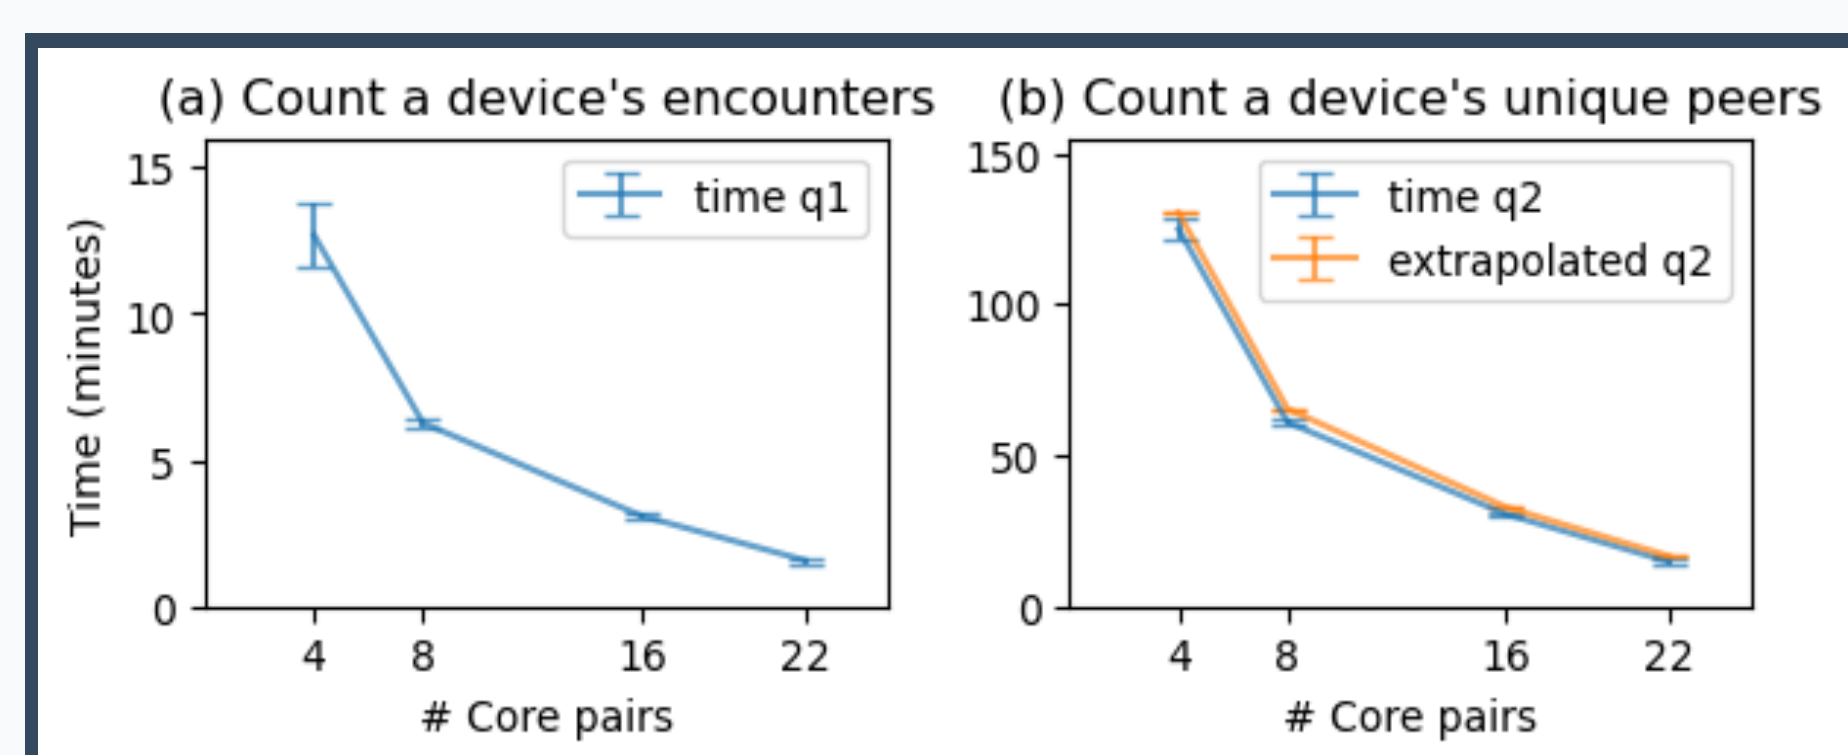 (a) Count a device's encounters
15
10
5
0
Time (minutes)
time q1
4 8 16 22
# Core pairs
(b) Count a device's unique peers
150
100
50
0
time q2
extrapolated q2
4 8 16 22
# Core pairs